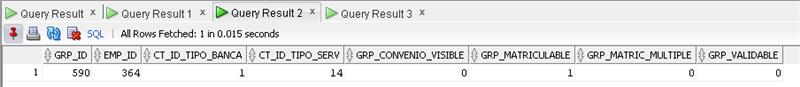 Query Result × Query Result 1 × Query Result 2 × Query Result 3 ×
SQL | All Rows Fetched: 1 in 0.015 seconds
GRP_ID EMP_ID CT_ID_TIPO_BANCA CT_ID_TIPO_SERV GRP_CONVENIO_VISIBLE GRP_MATRICULABLE GRP_MATRIC_MULTIPLE GRP_VALIDABLE
1 590 364 1 14 0 1 0 0